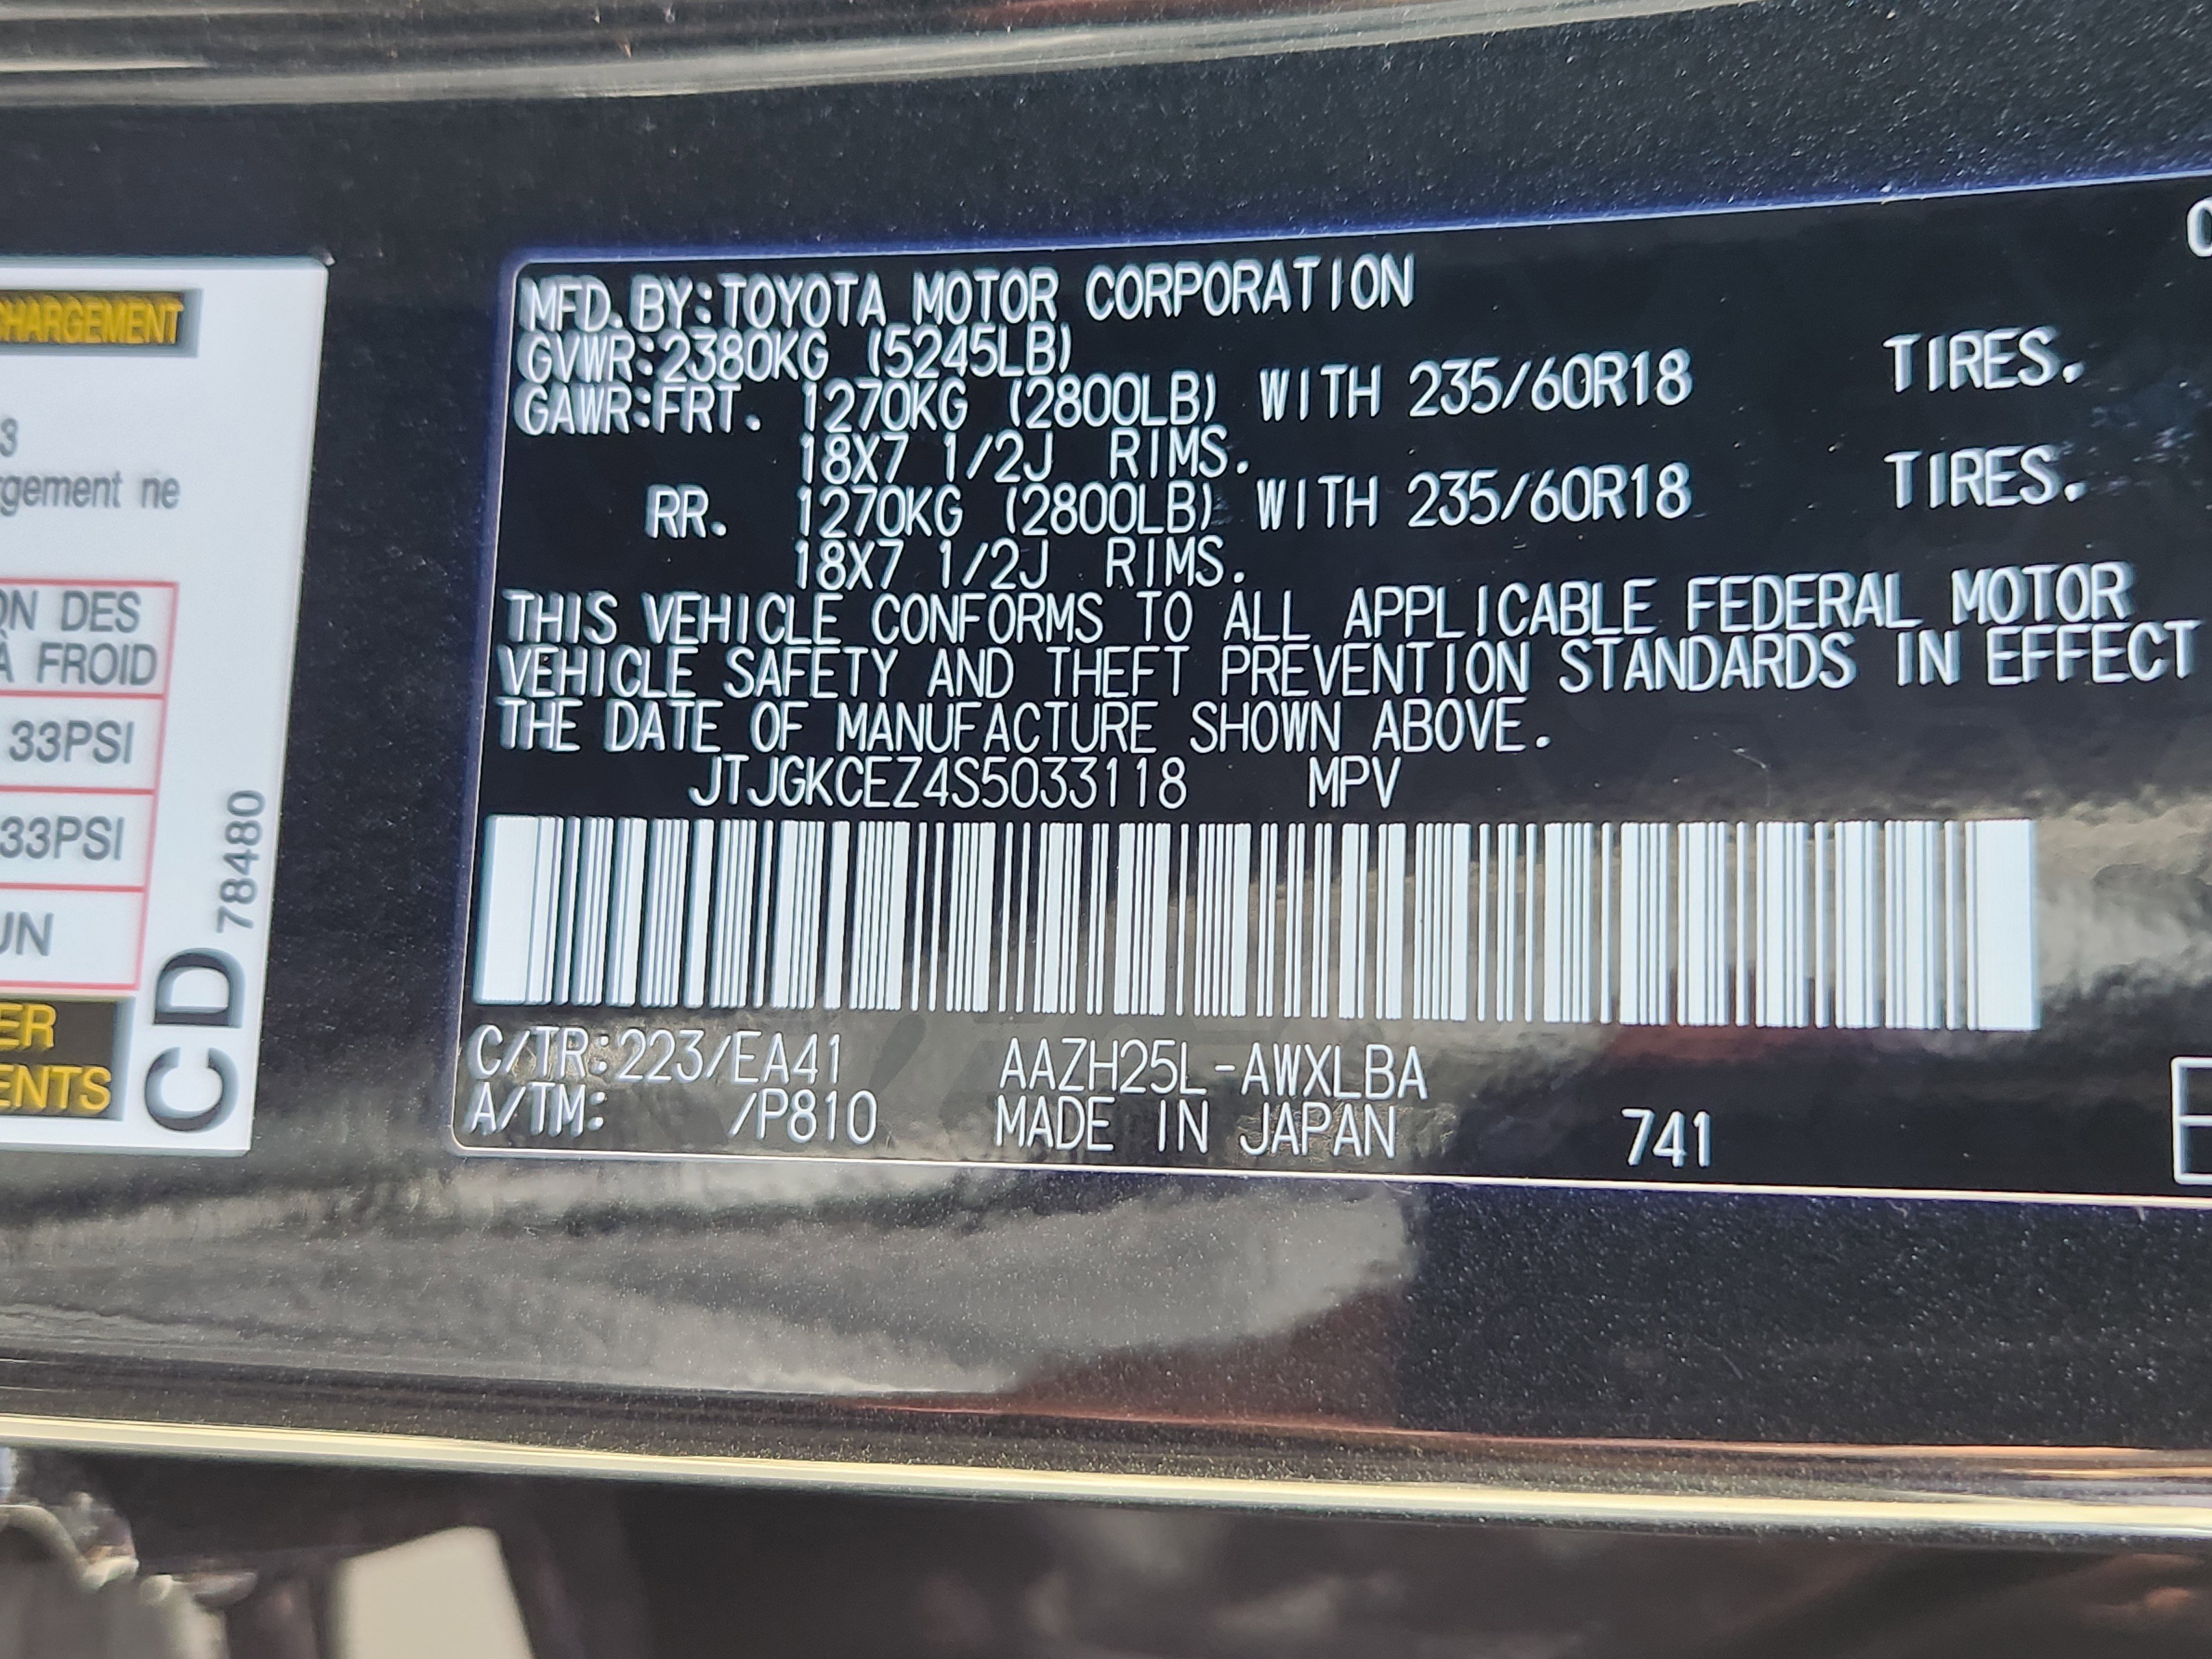 CHARGEMENT
3
gement ne
ON DES
À FROID
33PSI
33PSI
UN
ER
ENTS
CD 78480
MFD.BY:TOYOTA MOTOR CORPORATION
GVWR:2380KG (5245LB)
GAWR:FRT. 1270KG (2800LB) WITH 235/60R18 TIRES.
18X7 1/2J RIMS.
RR. 1270KG (2800LB) WITH 235/60R18 TIRES.
18X7 1/2J RIMS.
THIS VEHICLE CONFORMS TO ALL APPLICABLE FEDERAL MOTOR
VEHICLE SAFETY AND THEFT PREVENTION STANDARDS IN EFFECT
THE DATE OF MANUFACTURE SHOWN ABOVE.
JTJGKCEZ4S5033118 MPV
C/TR:223/EA41 AAZH25L-AWXLBA
A/TM: /P810 MADE IN JAPAN 741